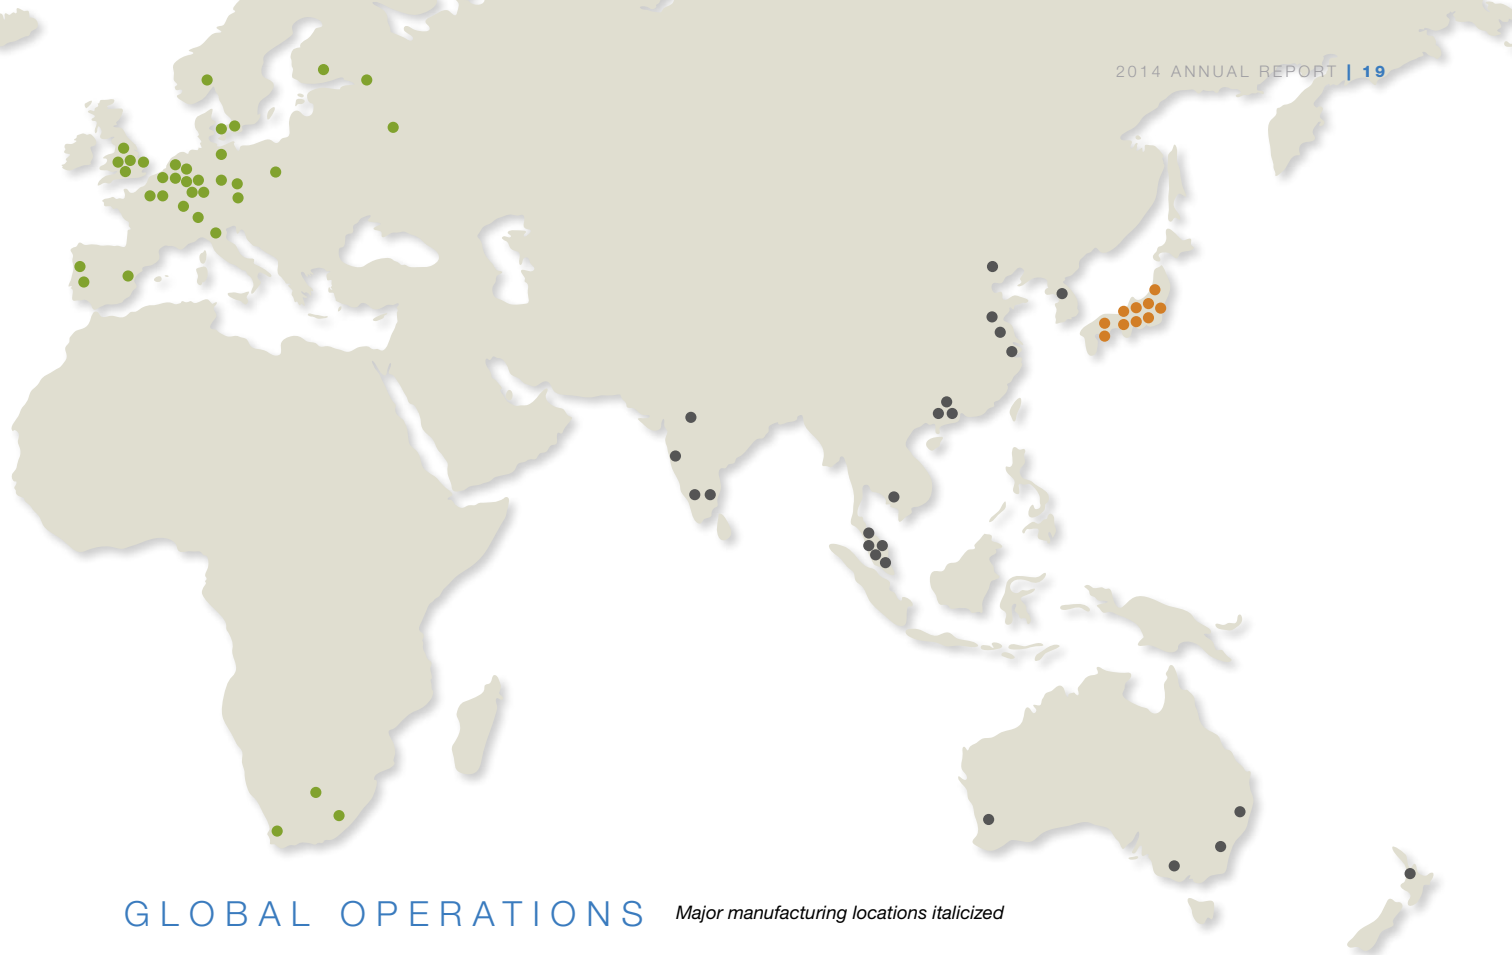 2014 ANNUAL REPORT | 19
GLOBAL OPERATIONS Major manufacturing locations italicized